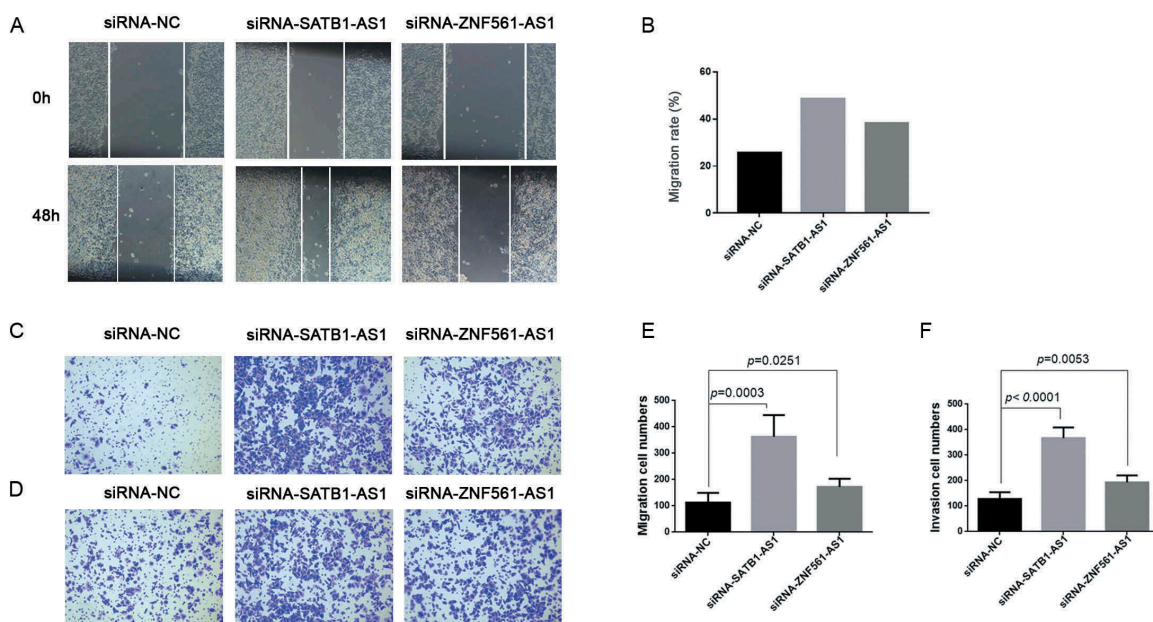 A
siRNA-NC
siRNA-SATB1-AS1
siRNA-ZNF561-AS1
0h
48h
B
Migration rate (%)
60
40
20
0
siRNA-NC
siRNA-SATB1-AS1
siRNA-ZNF561-AS1
C
siRNA-NC
siRNA-SATB1-AS1
siRNA-ZNF561-AS1
D
siRNA-NC
siRNA-SATB1-AS1
siRNA-ZNF561-AS1
E
p=0.0251
p=0.0003
Migration cell numbers
500
400
300
200
100
0
siRNA-NC
siRNA-SATB1-AS1
siRNA-ZNF561-AS1
F
p=0.0053
p< 0.0001
Invasion cell numbers
500
400
300
200
100
0
siRNA-NC
siRNA-SATB1-AS1
siRNA-ZNF561-AS1